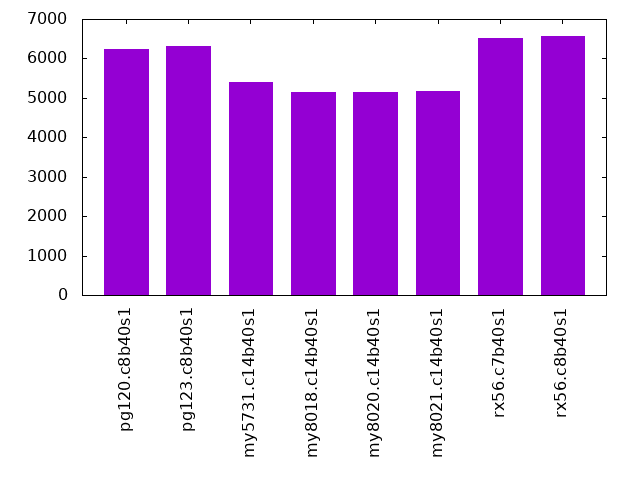 7000
6000
5000
4000
3000
2000
1000
0
pg120.c8b40s1
pg123.c8b40s1
my5731.c14b40s1
my8018.c14b40s1
my8020.c14b40s1
my8021.c14b40s1
rx56.c7b40s1
rx56.c8b40s1